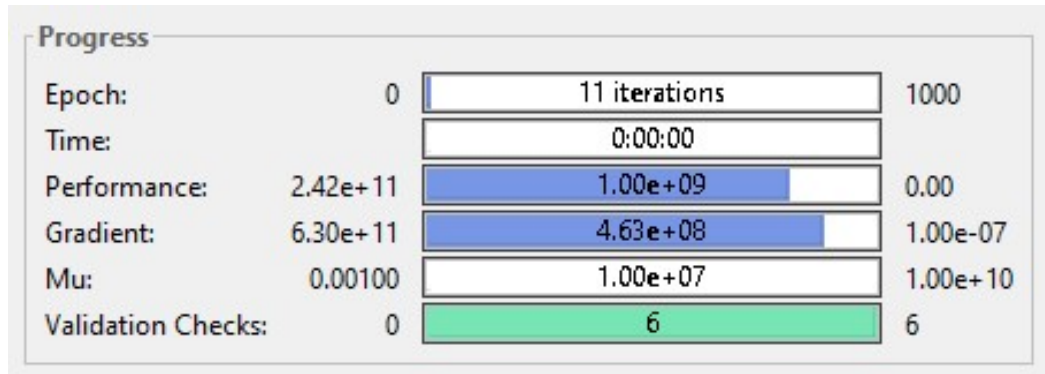 Progress
Epoch: 0 11 iterations 1000
Time: 0:00:00
Performance: 2.42e+11 1.00e+09 0.00
Gradient: 6.30e+11 4.63e+08 1.00e-07
Mu: 0.00100 1.00e+07 1.00e+10
Validation Checks: 0 6 6